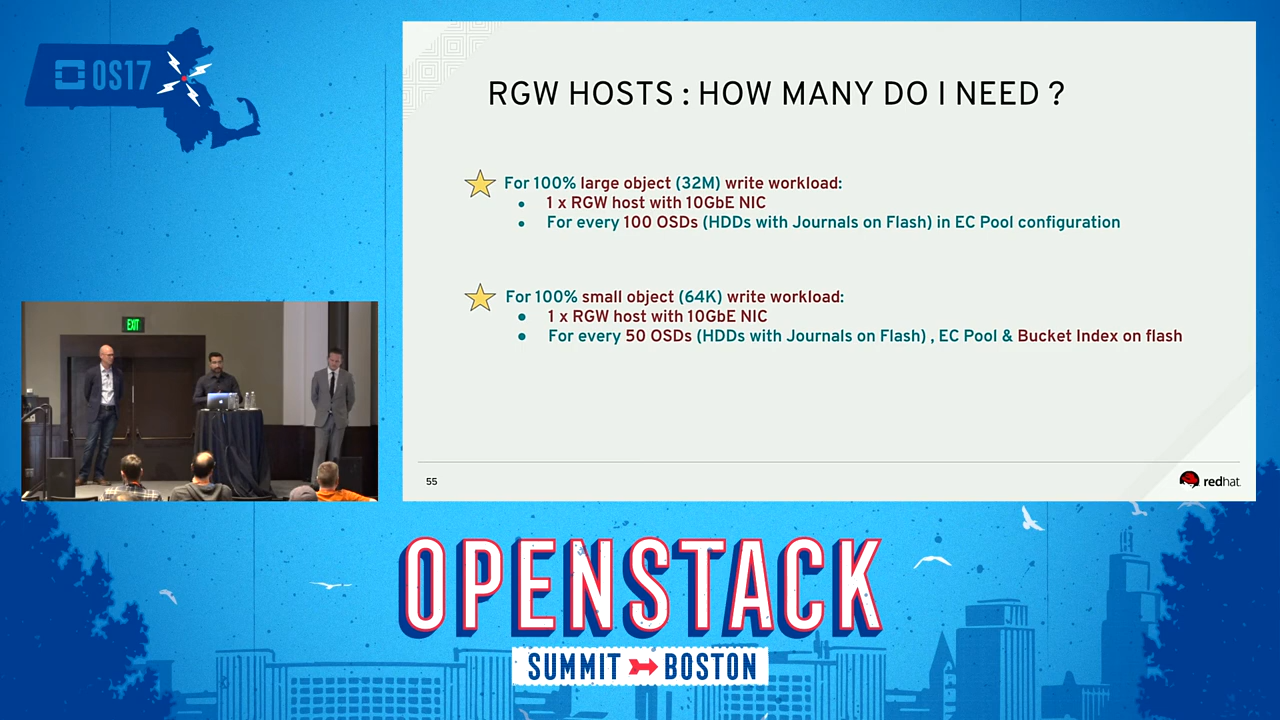 OS17
RGW HOSTS : HOW MANY DO I NEED ?
For 100% large object (32M) write workload:
• 1 x RGW host with 10GbE NIC
• For every 100 OSDs (HDDs with Journals on Flash) in EC Pool configuration
For 100% small object (64K) write workload:
• 1 x RGW host with 10GbE NIC
• For every 50 OSDs (HDDs with Journals on Flash) , EC Pool & Bucket Index on flash
55
redhat.
EXIT
OPENSTACK
SUMMIT BOSTON